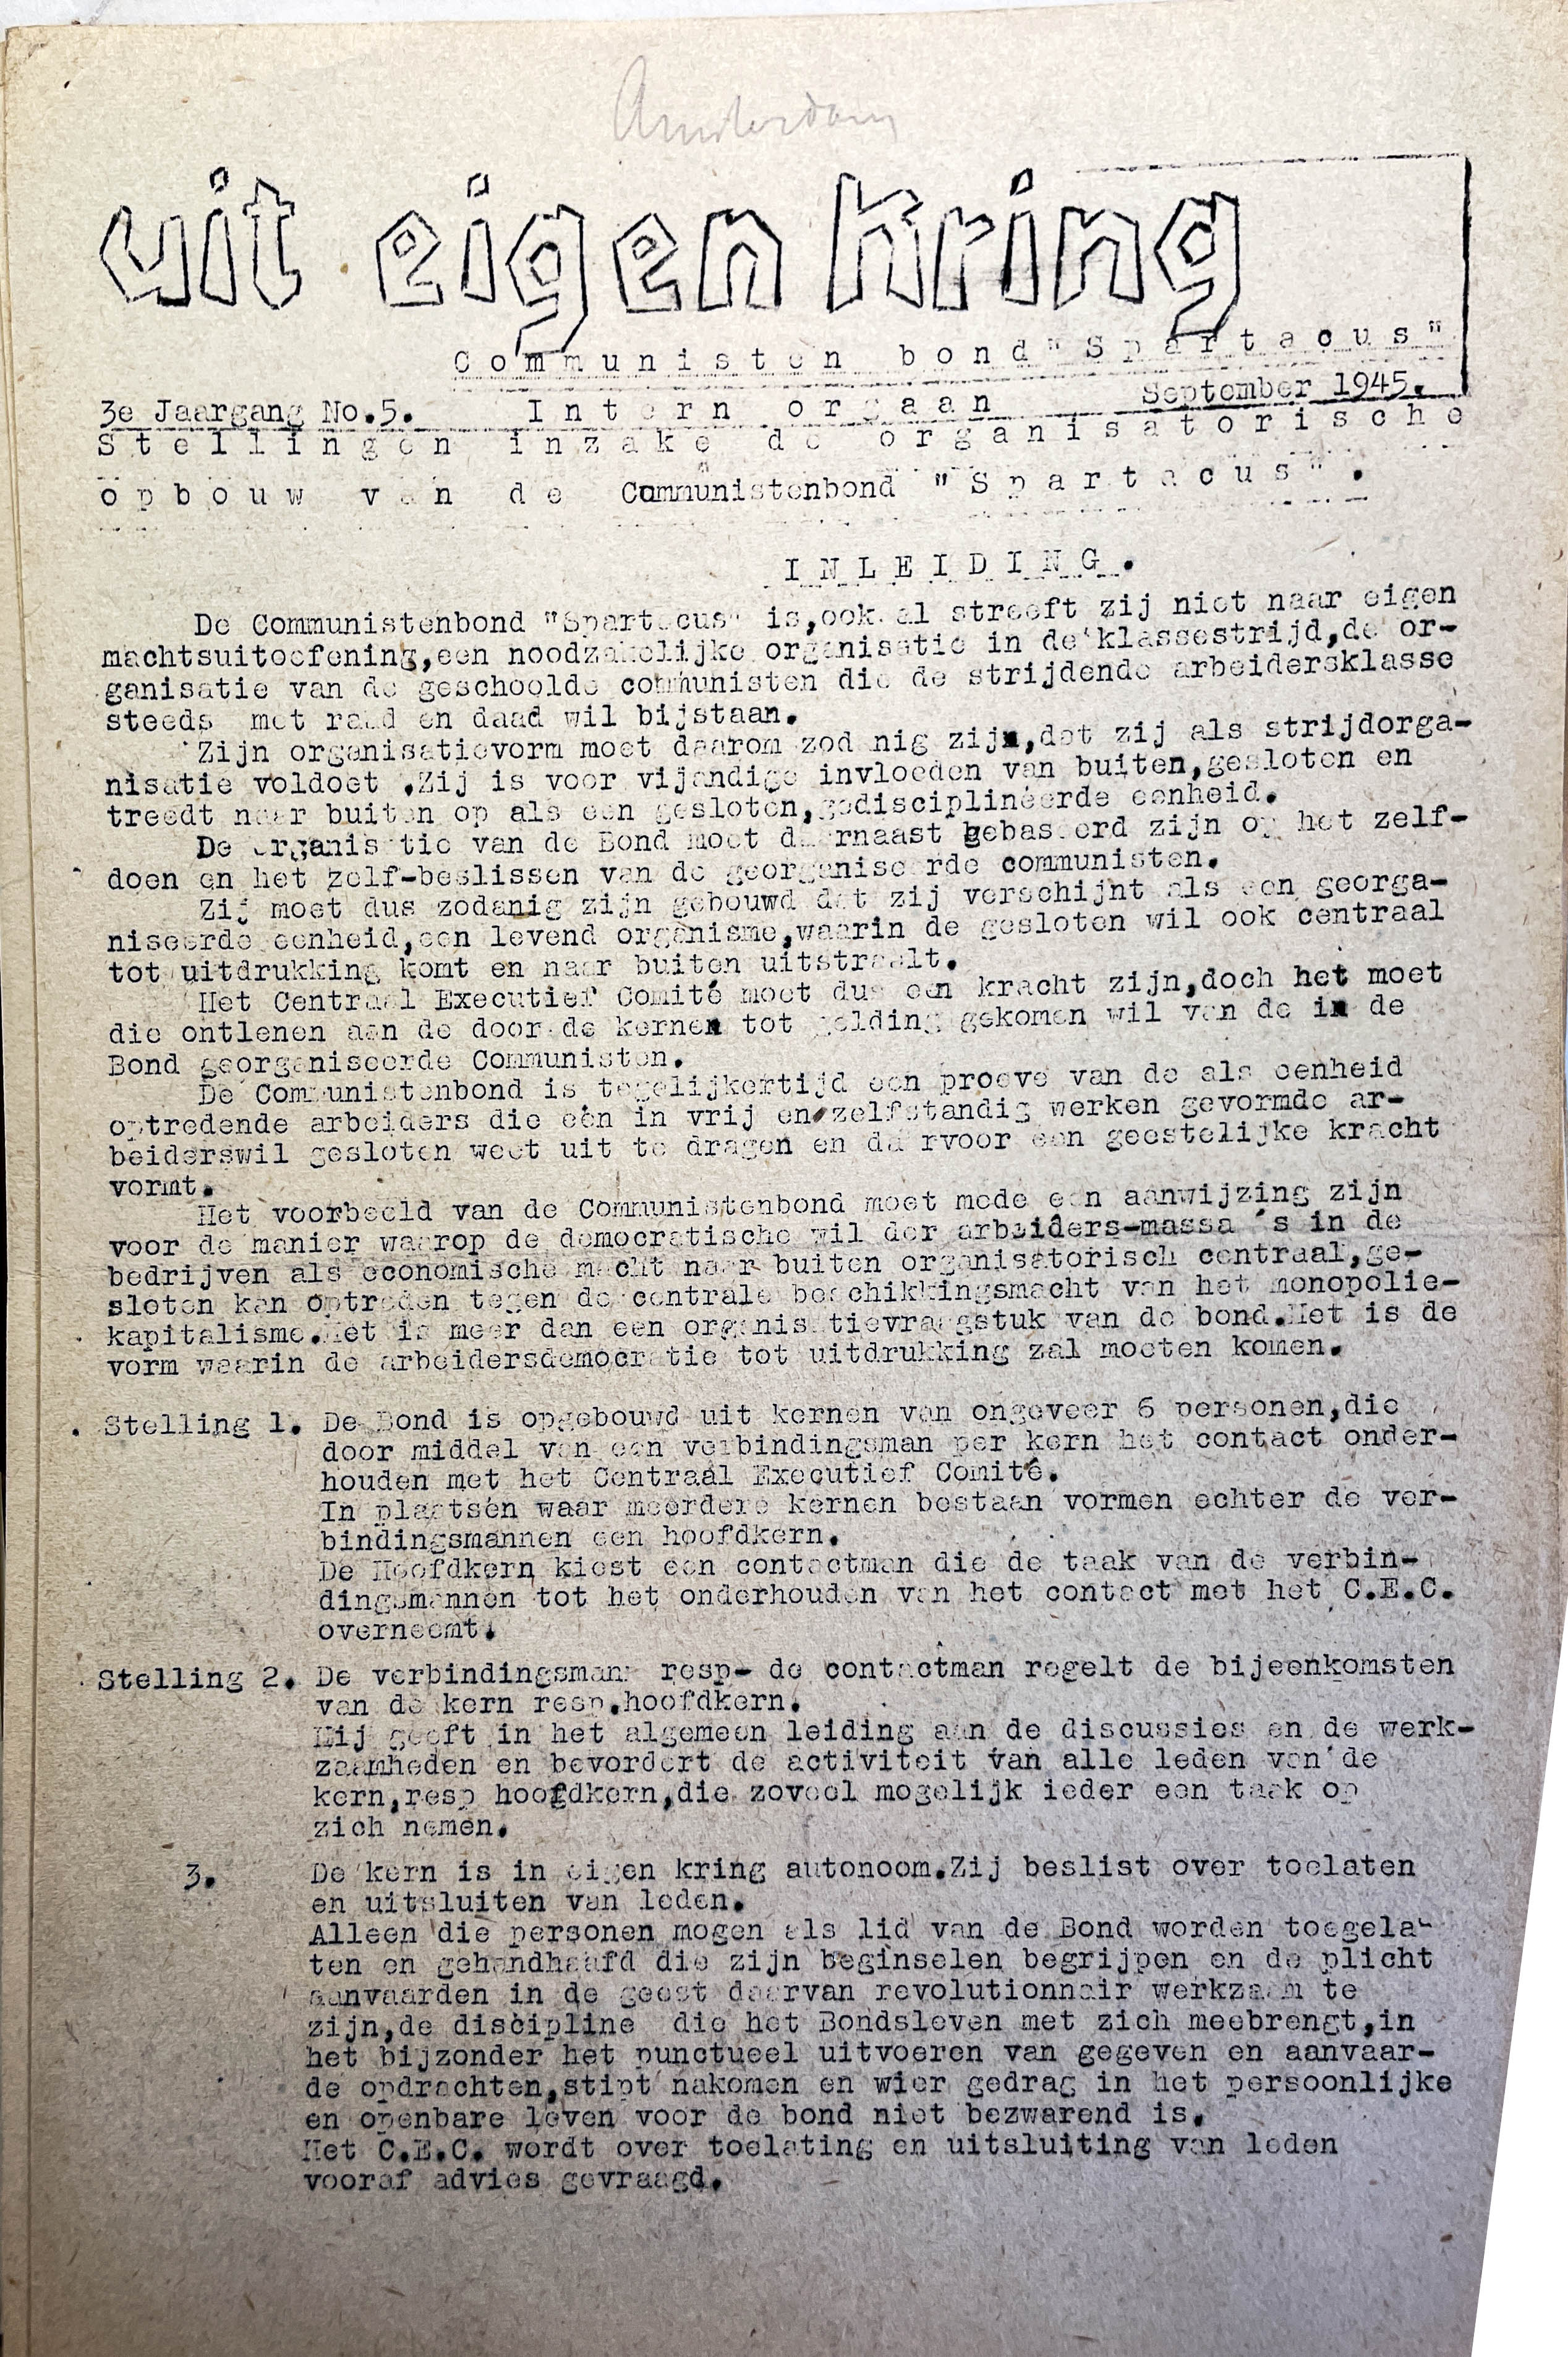 Amsterdam
uit eigen kring
Communisten bond "Spartacus"
3e Jaargang No.5. Intern orgaan September 1945.
Stellingen inzake de organisatorische
opbouw van de Communistenbond "Spartacus".
INLEIDING.
De Communistenbond "Spartacus" is,ook al streeft zij niet naar eigen
machtsuitoefening,een noodzakelijke organisatie in de klassestrijd,de or-
ganisatie van de geschoolde communisten die de strijdende arbeidersklasse
steeds met raad en daad wil bijstaan.
Zijn organisatievorm moet daarom zodanig zijn,dat zij als strijdorga-
nisatie voldoet .Zij is voor vijandige invloeden van buiten,gesloten en
treedt naar buiten op als een gesloten,gedisciplineerde eenheid.
De organisatie van de Bond moet daarnaast gebaseerd zijn op het zelf-
doen en het zelf-beslissen van de georganiseerde communisten.
Zij moet dus zodanig zijn gebouwd dat zij verschijnt als een georga-
niseerde eenheid,een levend organisme,waarin de gesloten wil ook centraal
tot uitdrukking komt en naar buiten uitstraalt.
Het Centraal Executief Comité moet dus een kracht zijn,doch het moet
die ontlenen aan de door de kernen tot gelding gekomen wil van de in de
Bond georganiseerde Communisten.
De Communistenbond is tegelijkertijd een proeve van de als eenheid
optredende arbeiders die een in vrij en zelfstandig werken gevormde ar-
beiderswil gesloten weet uit te dragen en daarvoor een geestelijke kracht
vormt.
Het voorbeeld van de Communistenbond moet mede een aanwijzing zijn
voor de manier waarop de democratische wil der arbeiders-massa 's in de
bedrijven als economische macht naar buiten organisatorisch centraal,ge-
sloten kan optreden tegen de centrale beschikkingsmacht van het monopolie-
kapitalisme.Het is meer dan een organisatievraagstuk van de bond.Het is de
vorm waarin de arbeidersdemocratie tot uitdrukking zal moeten komen.
Stelling 1. De Bond is opgebouwd uit kernen van ongeveer 6 personen,die
door middel van een verbindingsman per kern het contact onder-
houden met het Centraal Executief Comité.
In plaatsen waar meerdere kernen bestaan vormen echter de ver-
bindingsmannen een hoofdkern.
De Hoofdkern kiest een contactman die de taak van de verbin-
dingsmannen tot het onderhouden van het contact met het C.E.C.
overneemt.
Stelling 2. De verbindingsman resp- de contactman regelt de bijeenkomsten
van de kern resp.hoofdkern.
Hij geeft in het algemeen leiding aan de discussies en de werk-
zaamheden en bevordert de activiteit van alle leden van de
kern,resp hoofdkern,die zoveel mogelijk ieder een taak op
zich nemen.
3. De kern is in eigen kring autonoom.Zij beslist over toelaten
en uitsluiten van leden.
Alleen die personen mogen als lid van de Bond worden toegela-
ten en gehandhaafd die zijn beginselen begrijpen en de plicht
aanvaarden in de geest daarvan revolutionnair werkzaam te
zijn,de discipline die het Bondsleven met zich meebrengt,in
het bijzonder het punctueel uitvoeren van gegeven en aanvaar-
de opdrachten,stipt nakomen en wier gedrag in het persoonlijke
en openbare leven voor de bond niet bezwarend is.
Het C.E.C. wordt over toelating en uitsluiting van leden
vooraf advies gevraagd.